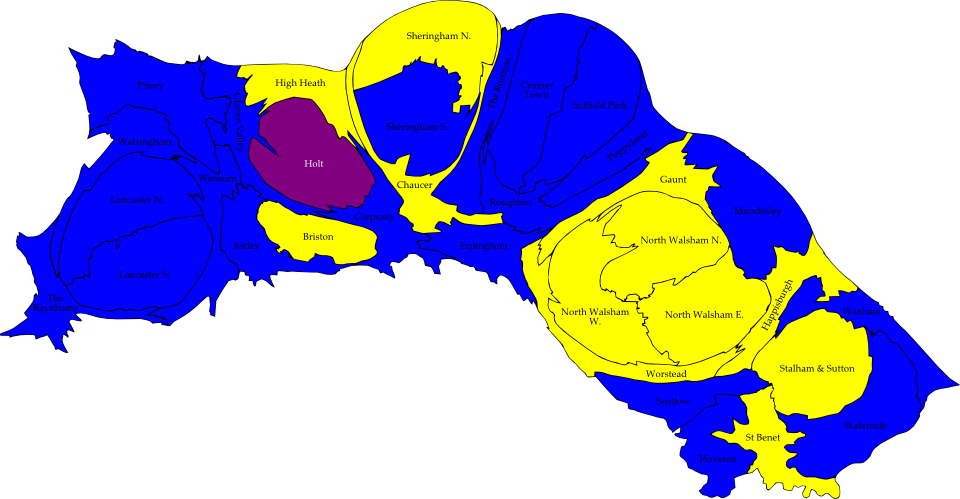 Sheringham N.
Priory
High Heath
The Runtons
Cromer
Town
Suffield Park
Sheringham S.
Walsingham
Holt
Poppyland
Wensum
Chaucer
Gaunt
Lancaster N.
Roughton
Mundesley
Corpusty
Briston
North Walsham N.
Astley
Erpingham
Lancaster S.
Happisburgh
The
Raynhams
North Walsham
W.
North Walsham E.
Waxham
Stalham & Sutton
Worstead
Scottow
Waterside
St Benet
Hoveton